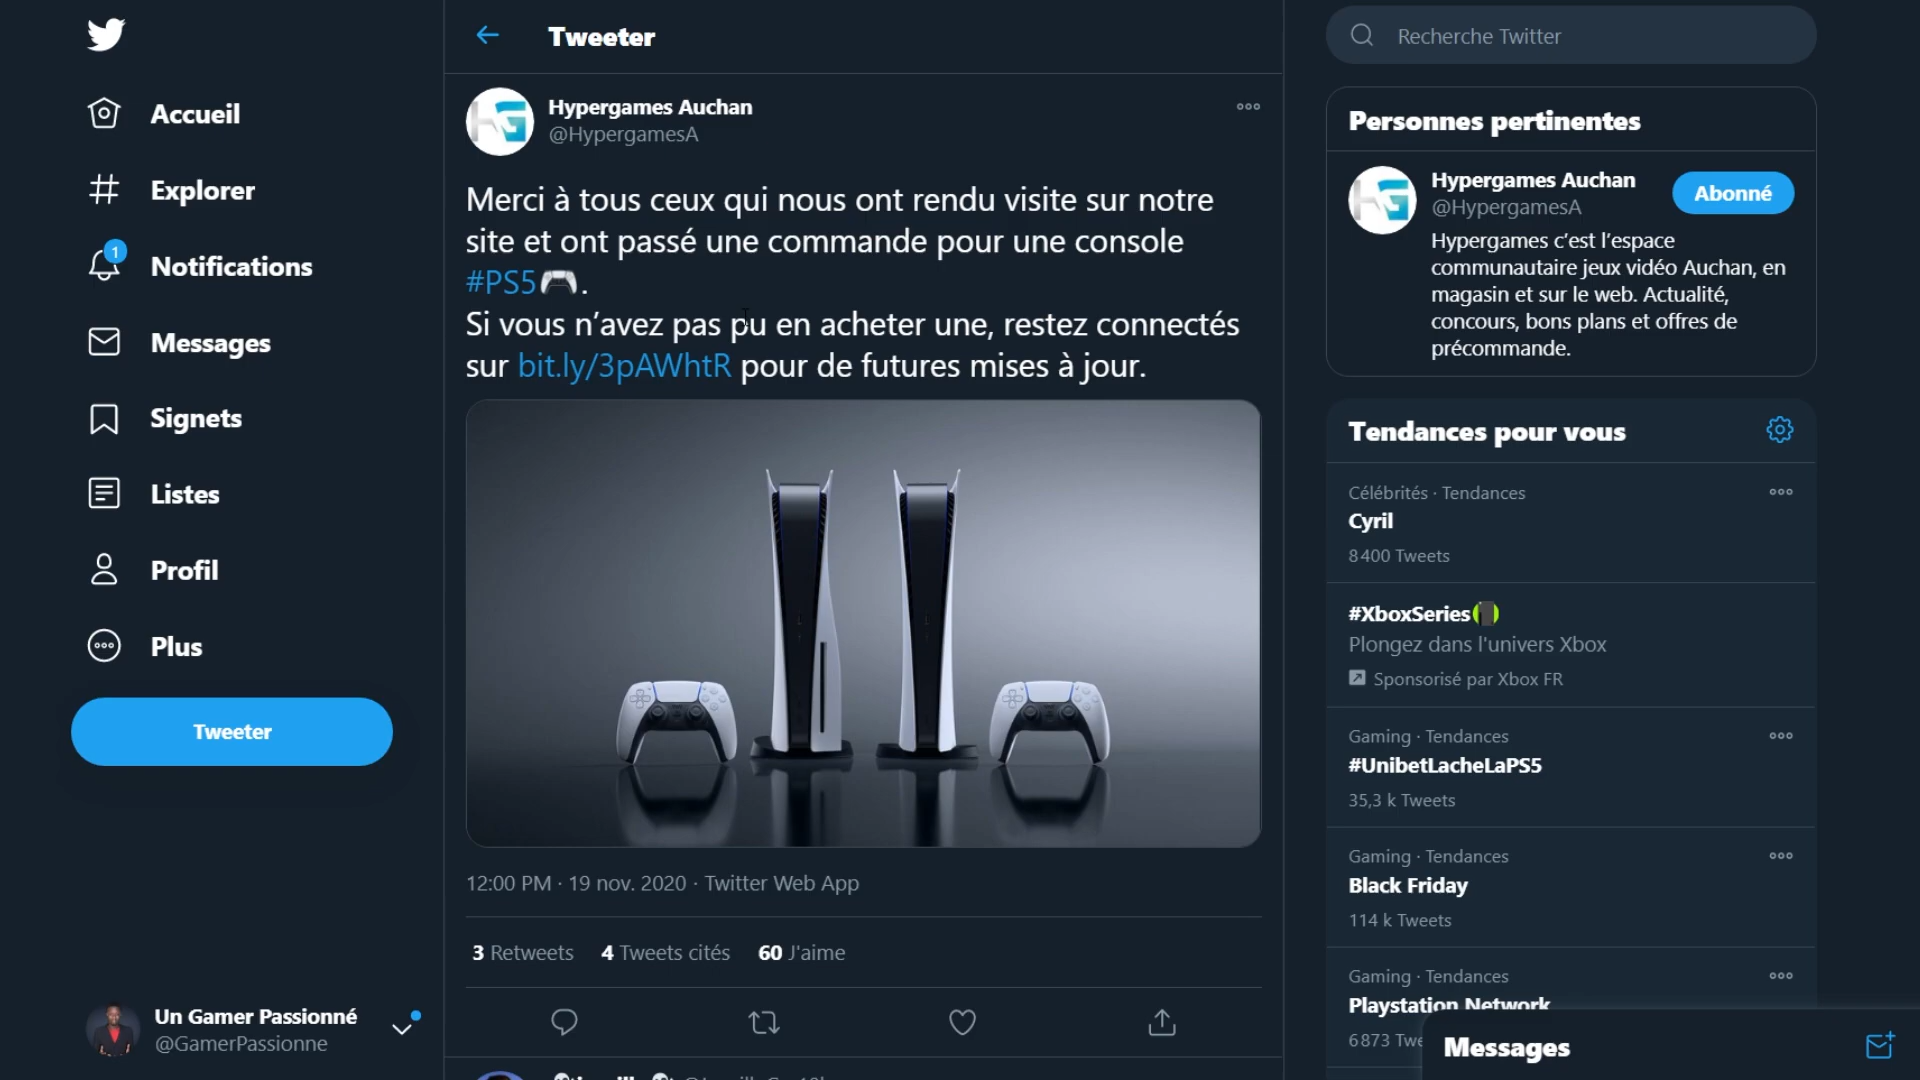 Accueil
Explorer
1
Notifications
Messages
Signets
Listes
Profil
Plus
Tweeter
Un Gamer Passionné
@GamerPassionne
Tweeter
Hypergames Auchan
@HypergamesA
Merci à tous ceux qui nous ont rendu visite sur notre
site et ont passé une commande pour une console
#PS5🎮.
Si vous n’avez pas pu en acheter une, restez connectés
sur bit.ly/3pAWhtR pour de futures mises à jour.
12:00 PM · 19 nov. 2020 · Twitter Web App
3 Retweets 4 Tweets cités 60 J'aime
Recherche Twitter
Personnes pertinentes
Hypergames Auchan
@HypergamesA
Abonné
Hypergames c’est l’espace
communautaire jeux vidéo Auchan, en
magasin et sur le web. Actualité,
concours, bons plans et offres de
précommande.
Tendances pour vous
Célébrités · Tendances
Cyril
8 400 Tweets
#XboxSeries
Plongez dans l'univers Xbox
Sponsorisé par Xbox FR
Gaming · Tendances
#UnibetLacheLaPS5
35,3 k Tweets
Gaming · Tendances
Black Friday
114 k Tweets
Gaming · Tendances
Playstation Network
6 873 Twe
Messages